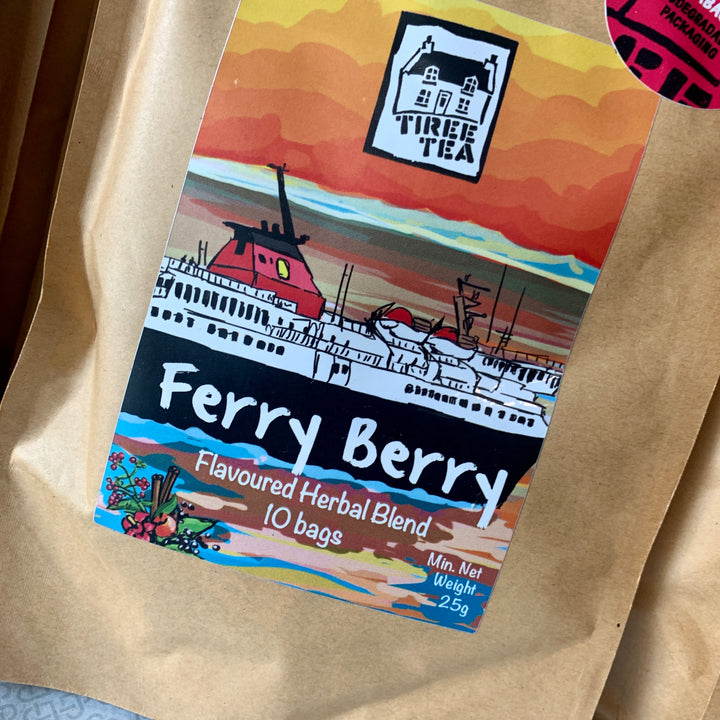 TIREE
TEA
PACKAGING
Ferry Berry
Flavoured Herbal Blend
10 bags
Min. Net
Weight
25g